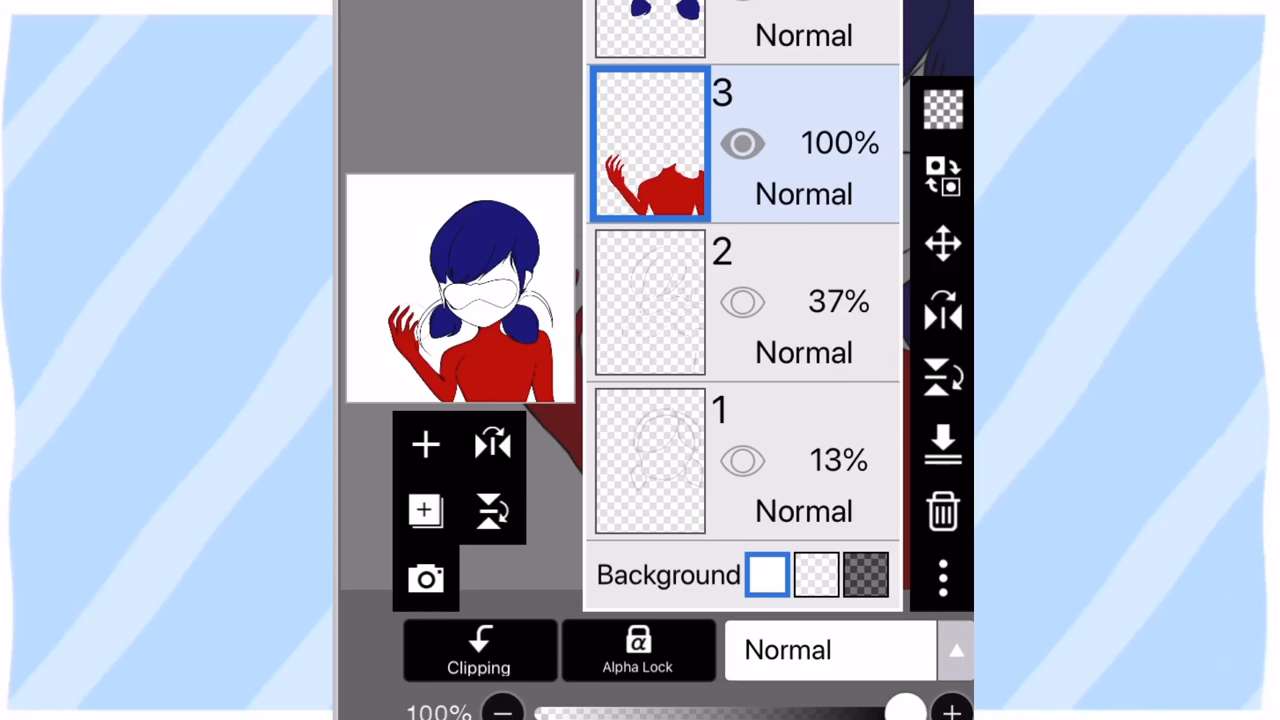 Normal
3
100%
Normal
2
37%
Normal
1
13%
Normal
Background
Clipping
α
Alpha Lock
Normal
100%